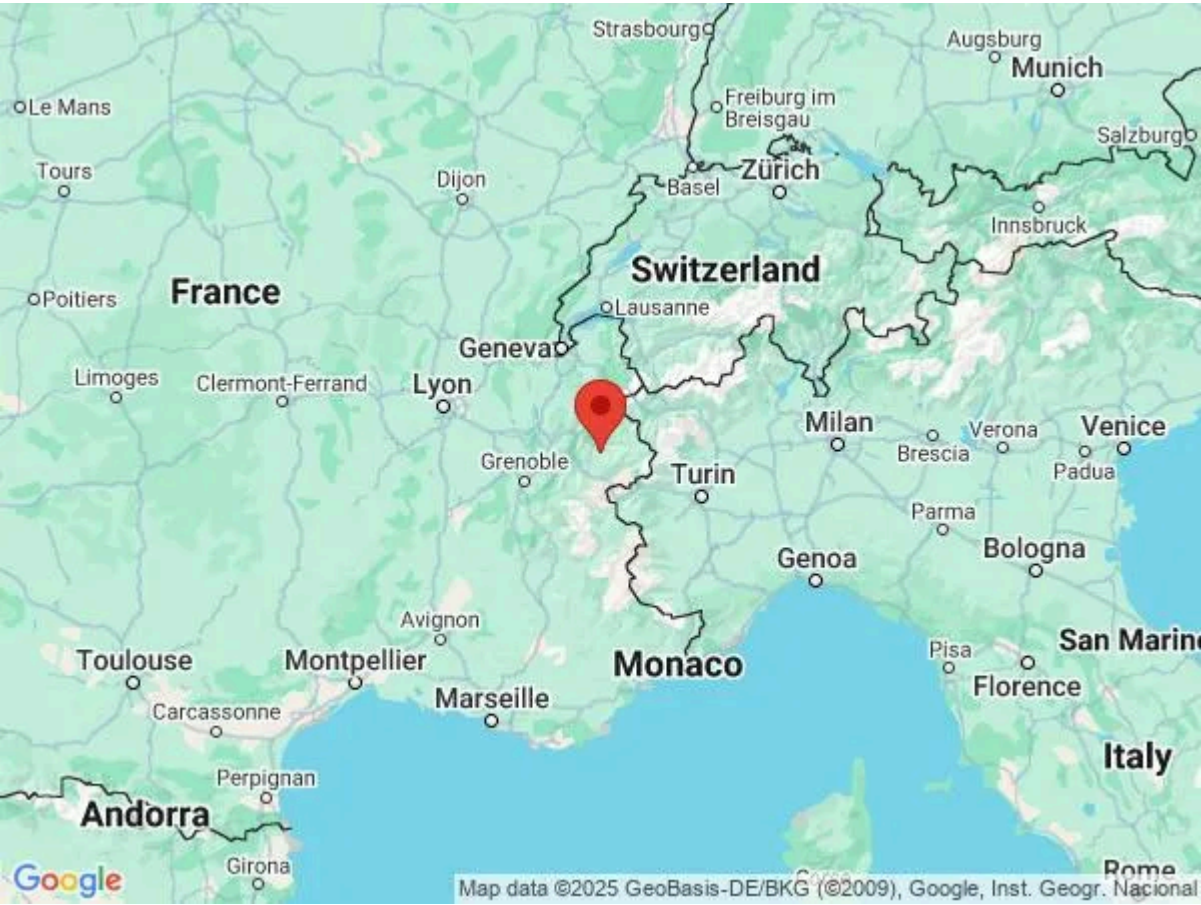 Strasbourg
Augsburg
Munich
Le Mans
Freiburg im
Breisgau
Salzburg
Tours
Dijon
Basel
Zürich
Innsbruck
Switzerland
France
Poitiers
Lausanne
Geneva
Limoges
Clermont-Ferrand
Lyon
Milan
Verona
Venice
Brescia
Padua
Grenoble
Turin
Parma
Genoa
Bologna
Avignon
San Marino
Pisa
Toulouse
Montpellier
Monaco
Florence
Marseille
Carcassonne
Italy
Perpignan
Andorra
Girona
Rome
Google
Map data ©2025 GeoBasis-DE/BKG (©2009), Google, Inst. Geogr. Nacional